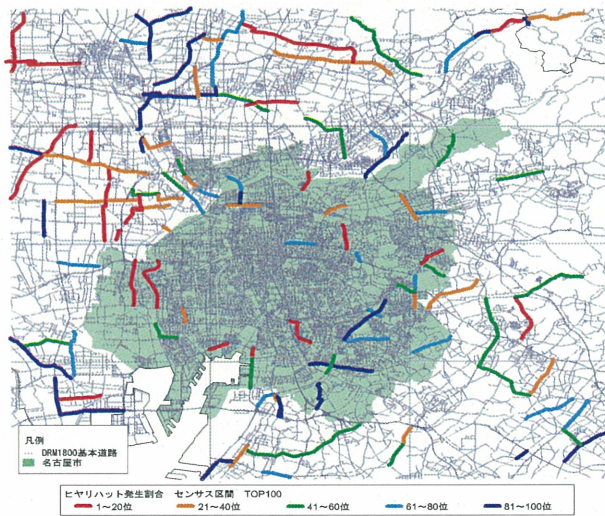 凡例
DRM1800基本道路
名古屋市
ヒヤリハット発生割合 センサス区間 TOP100
1～20位 21～40位 41～60位 61～80位 81～100位